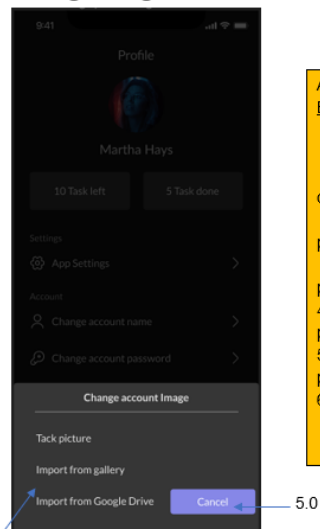 9:41
Profile
Martha Hays
10 Task left
5 Task done
Settings
App Settings
Account
Change account name
Change account password
Change account Image
Tack picture
Import from gallery
Import from Google Drive
Cancel
5.0